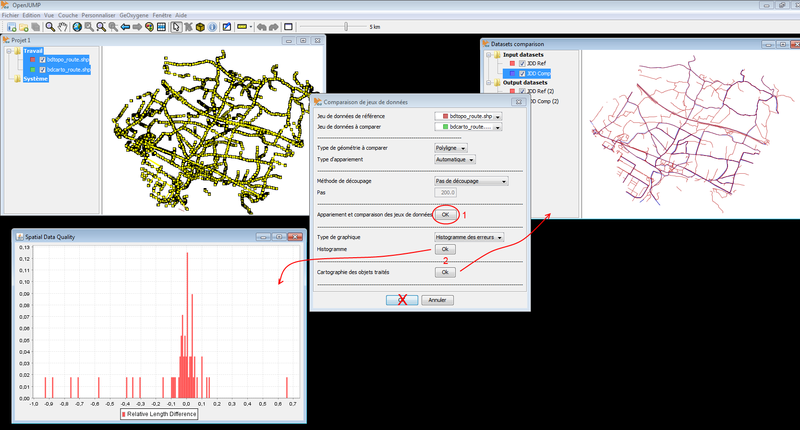 OpenJUMP
Fichier Edition Vue Couche Personnaliser GeOxygene Fenêtre Aide
5 km
Projet 1
Travail
bdtopo_route.shp
bdcarto_route.shp
Système
Datasets comparison
Input datasets
JDD Ref
JDD Comp
Output datasets
JDD Ref (2)
JDD Comp (2)
Comparaison de jeux de données
Jeu de données de référence
bdtopo_route.shp
Jeu de données à comparer
bdcarto_route....
Type de géométrie à comparer
Polyligne
Type d'appariement
Automatique
Méthode de découpage
Pas de découpage
Pas
200.0
Appariement et comparaison des jeux de données
OK
1
Type de graphique
Histogramme des erreurs
Histogramme
Ok
2
Cartographie des objets traités
Ok
X
Annuler
Spatial Data Quality
0,13
0,12
0,11
0,10
0,09
0,08
0,07
0,06
0,05
0,04
0,03
0,02
0,01
0,00
-1,0 -0,9 -0,8 -0,7 -0,6 -0,5 -0,4 -0,3 -0,2 -0,1 -0,0 0,1 0,2 0,3 0,4 0,5 0,6 0,7
Relative Length Difference